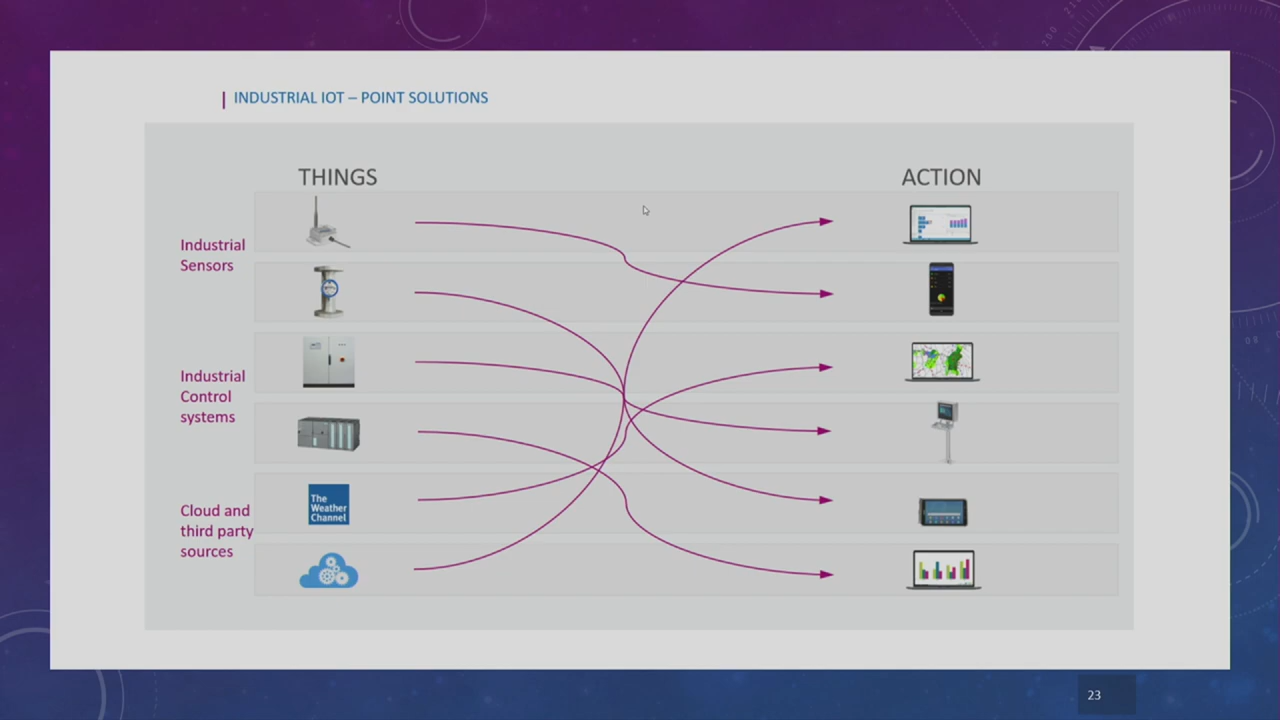 INDUSTRIAL IOT – POINT SOLUTIONS
THINGS
ACTION
Industrial
Sensors
Industrial
Control
systems
Cloud and
third party
sources
The
Weather
Channel
23